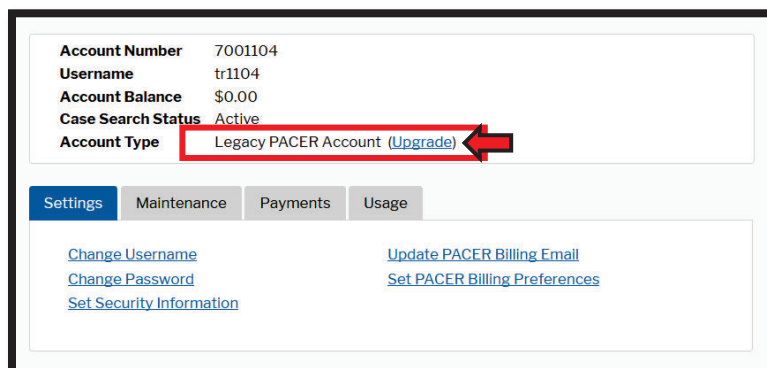 Account Number 7001104
Username tr1104
Account Balance $0.00
Case Search Status Active
Account Type Legacy PACER Account (Upgrade)
Settings Maintenance Payments Usage
Change Username Update PACER Billing Email
Change Password Set PACER Billing Preferences
Set Security Information